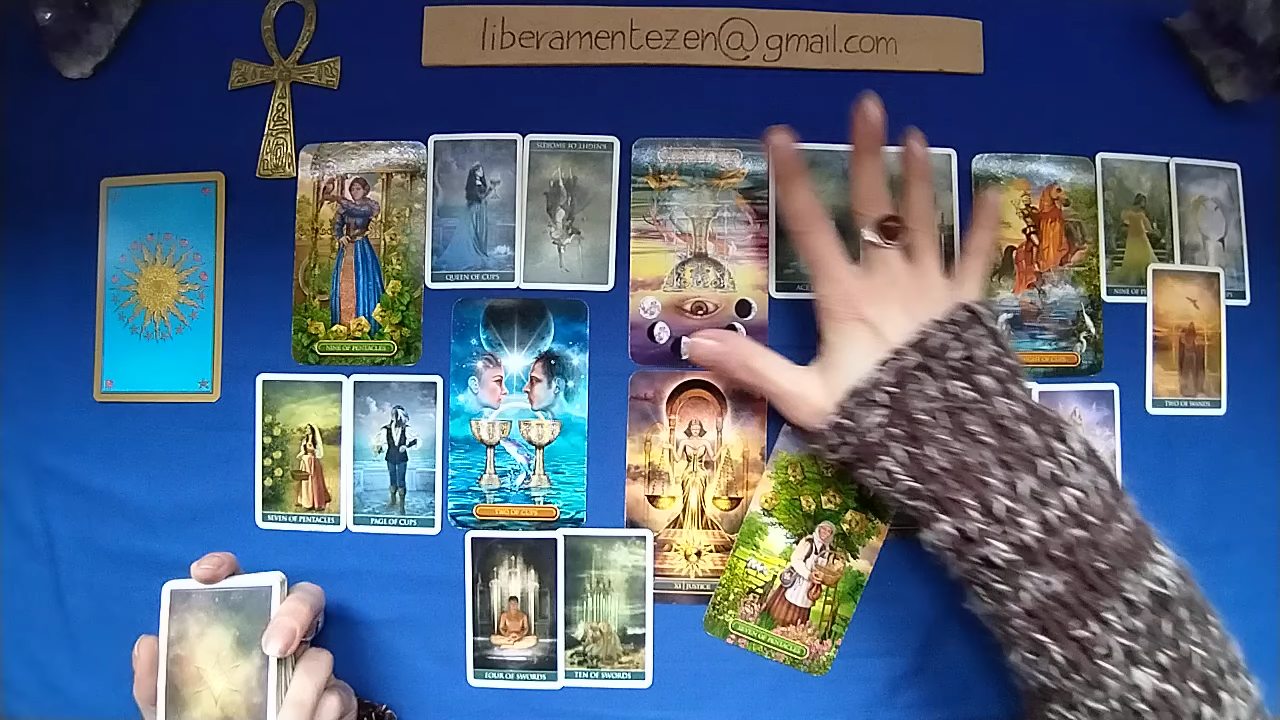 liberamentezen@gmail.com
QUEEN OF CUPS
KNIGHT OF SWORDS
NINE OF PENTACLES
TWO OF WANDS
SEVEN OF PENTACLES
PAGE OF CUPS
TWO OF CUPS
XI | JUSTICE
SEVEN OF PENTACLES
FOUR OF SWORDS
TEN OF SWORDS